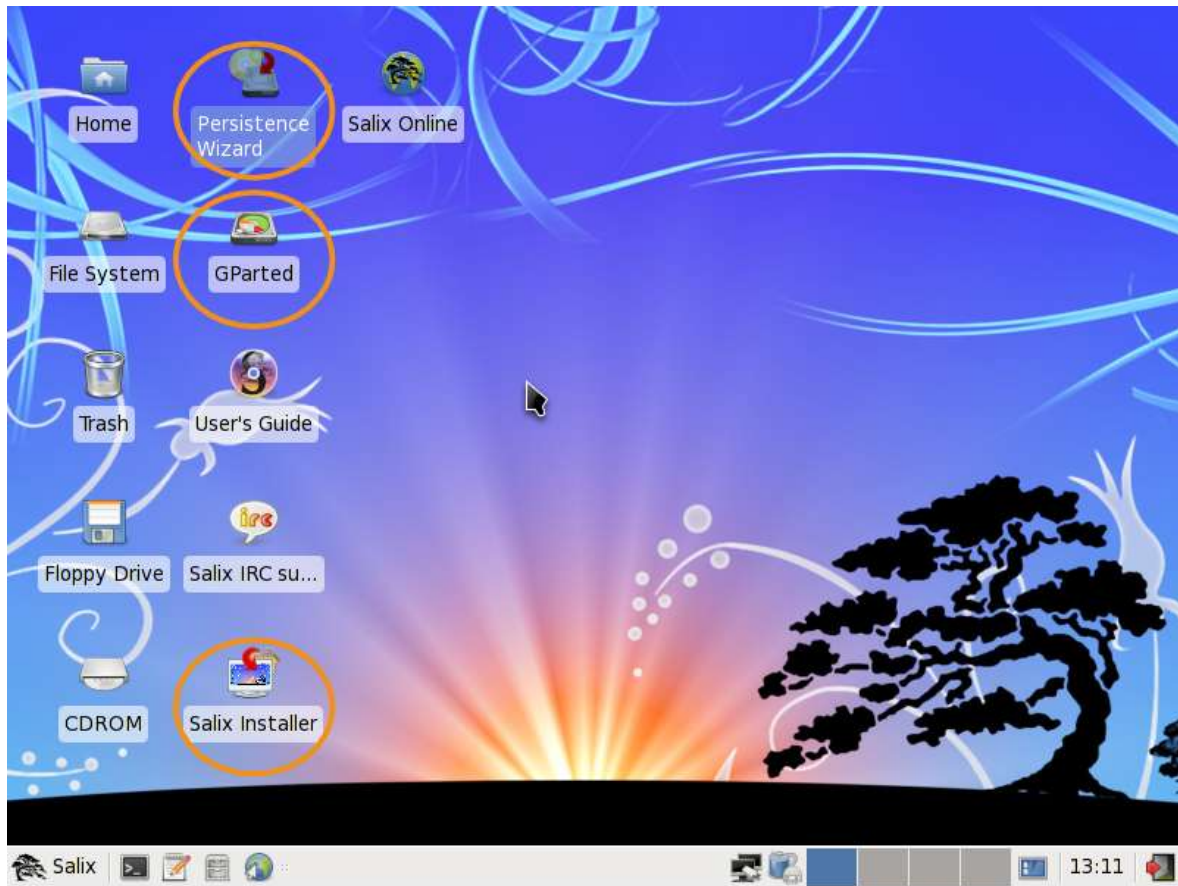 Home
Persistence
Wizard
Salix Online
File System
GParted
Trash
User's Guide
irc
Floppy Drive
Salix IRC su...
CDROM
Salix Installer
Salix
13:11